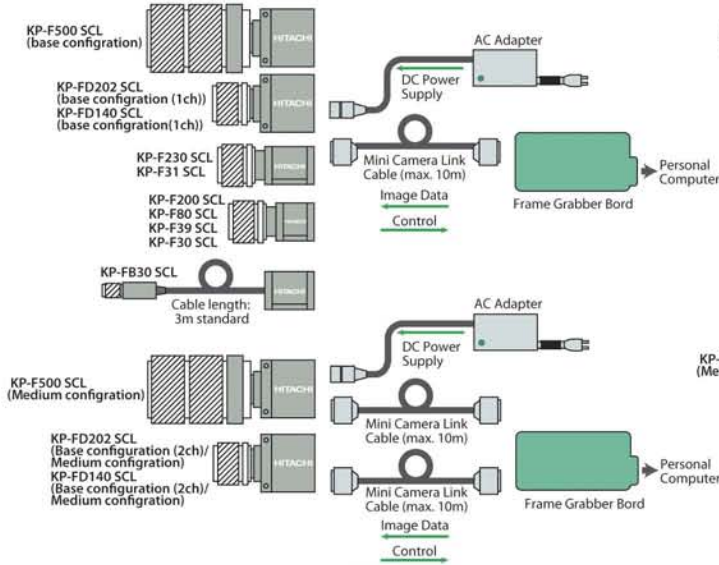 KP-F500 SCL
(base configration)
HITACHI
KP-FD202 SCL
(base configration (1ch))
KP-FD140 SCL
(base configration(1ch))
HITACHI
KP-F230 SCL
KP-F31 SCL
HITACHI
KP-F200 SCL
KP-F80 SCL
KP-F39 SCL
KP-F30 SCL
HITACHI
KP-FB30 SCL
Cable length:
3m standard
HITACHI
AC Adapter
DC Power
Supply
Mini Camera Link
Cable (max. 10m)
Image Data
Control
Frame Grabber Bord
Personal
Computer
KP-F500 SCL
(Medium configration)
HITACHI
KP-FD202 SCL
(Base configuration (2ch)/
Medium configration)
KP-FD140 SCL
(Base configuration (2ch)/
Medium configration)
HITACHI
AC Adapter
DC Power
Supply
Mini Camera Link
Cable (max. 10m)
Mini Camera Link
Cable (max. 10m)
Image Data
Control
Frame Grabber Bord
Personal
Computer
KP-
(Me